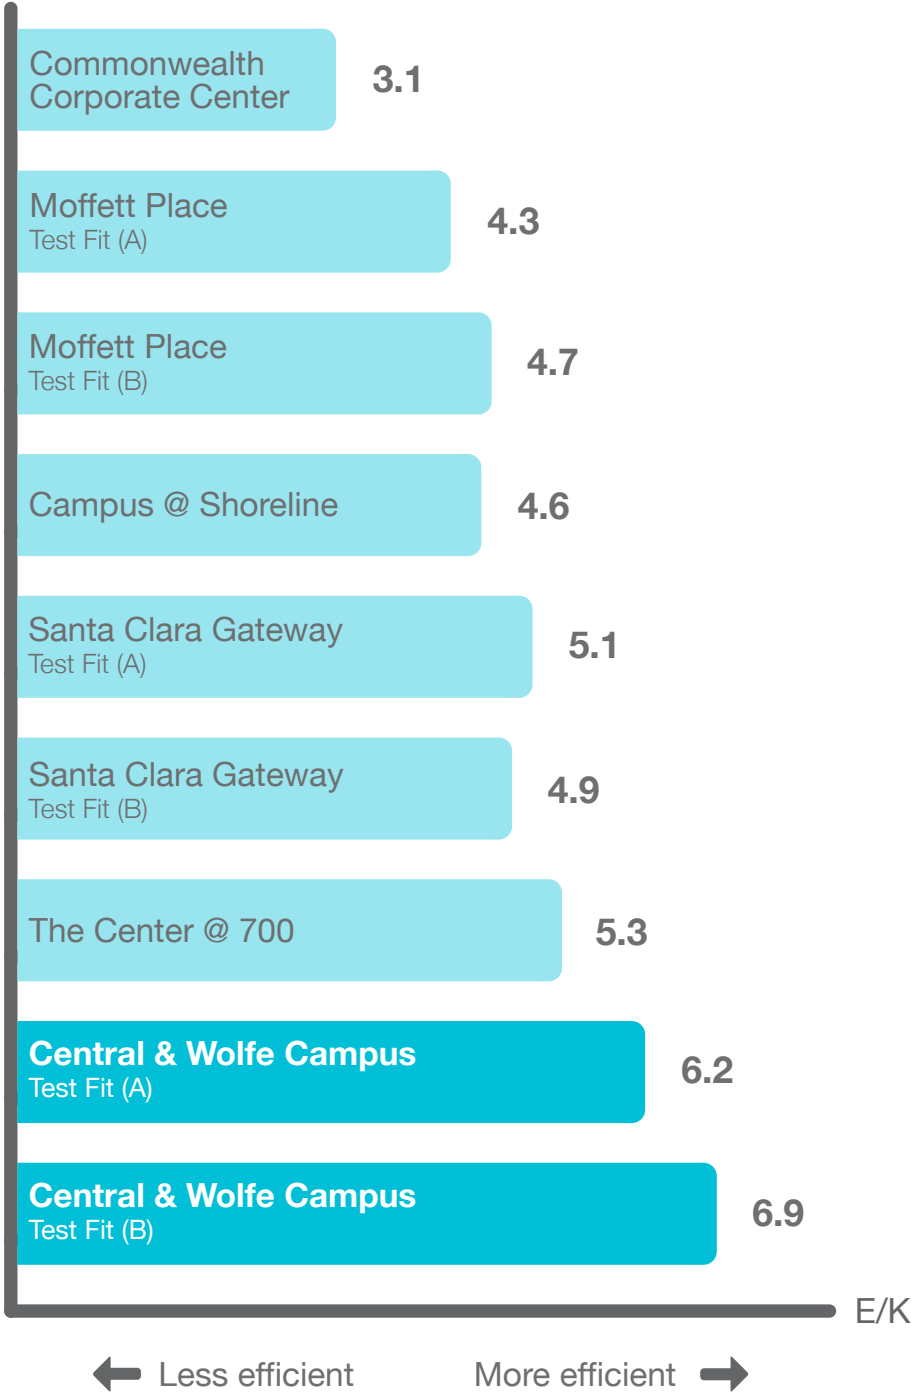 Commonwealth
Corporate Center
3.1
Moffett Place
Test Fit (A)
4.3
Moffett Place
Test Fit (B)
4.7
Campus @ Shoreline
4.6
Santa Clara Gateway
Test Fit (A)
5.1
Santa Clara Gateway
Test Fit (B)
4.9
The Center @ 700
5.3
Central & Wolfe Campus
Test Fit (A)
6.2
Central & Wolfe Campus
Test Fit (B)
6.9
E/K
Less efficient
More efficient